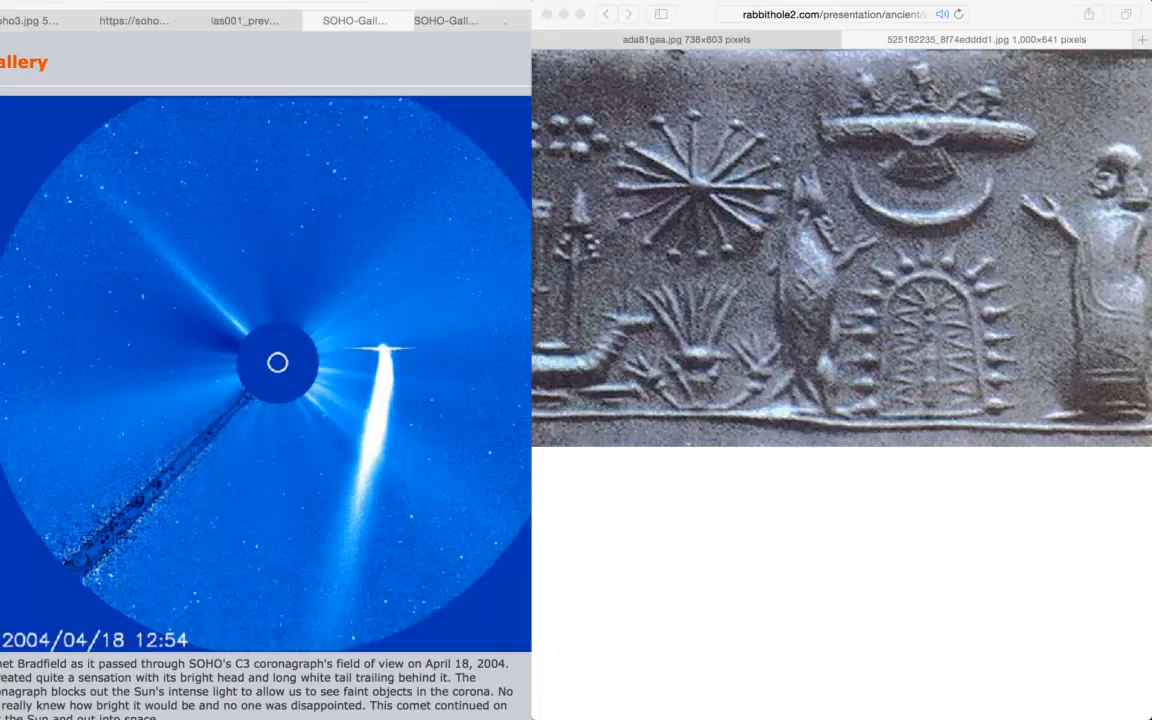 oho3.jpg 5...
https://soho...
las001_prev...
SOHO-Gall...
SOHO-Gall...
rabbithole2.com/presentation/ancient/
ada81gaa.jpg 738×603 pixels
525162235_8f74edddd1.jpg 1,000×641 pixels
allery
2004/04/18 12:54
net Bradfield as it passed through SOHO's C3 coronagraph's field of view on April 18, 2004.
reated quite a sensation with its bright head and long white tail trailing behind it. The
onagraph blocks out the Sun's intense light to allow us to see faint objects in the corona. No
really knew how bright it would be and no one was disappointed. This comet continued on
the Sun and out into space